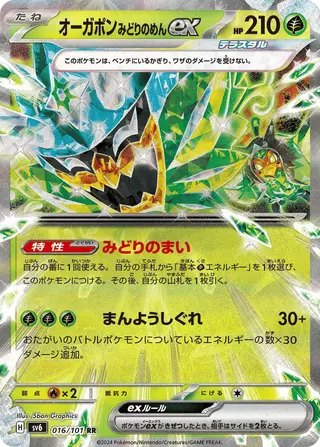 たね
オーガポン みどりのめんex
HP210
テラスタル
このポケモンは、ベンチにいるかぎり、ワザのダメージを受けない。
特性 みどりのまい
自分の番に1回使える。自分の手札から「基本エネルギー」を1枚選び、
このポケモンにつける。その後、自分の山札を1枚引く。
まんようしぐれ 30+
おたがいのバトルポケモンについているエネルギーの数×30
ダメージ追加。
弱点 ×2 抵抗力 にげる
Illus. 5ban Graphics
H sv6 016/101 RR
exルール
ポケモンexがきぜつしたとき、相手はサイドを2枚とる。
©2024 Pokémon/Nintendo/Creatures/GAME FREAK.